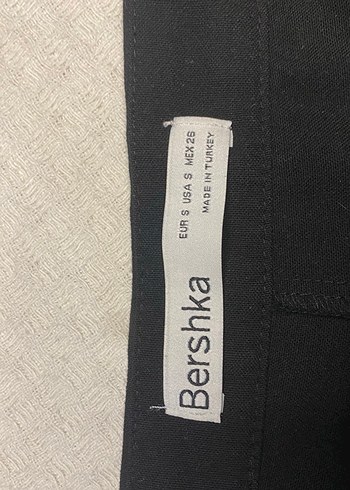 Bershka
EUR S USA S MEX 26
MADE IN TURKEY